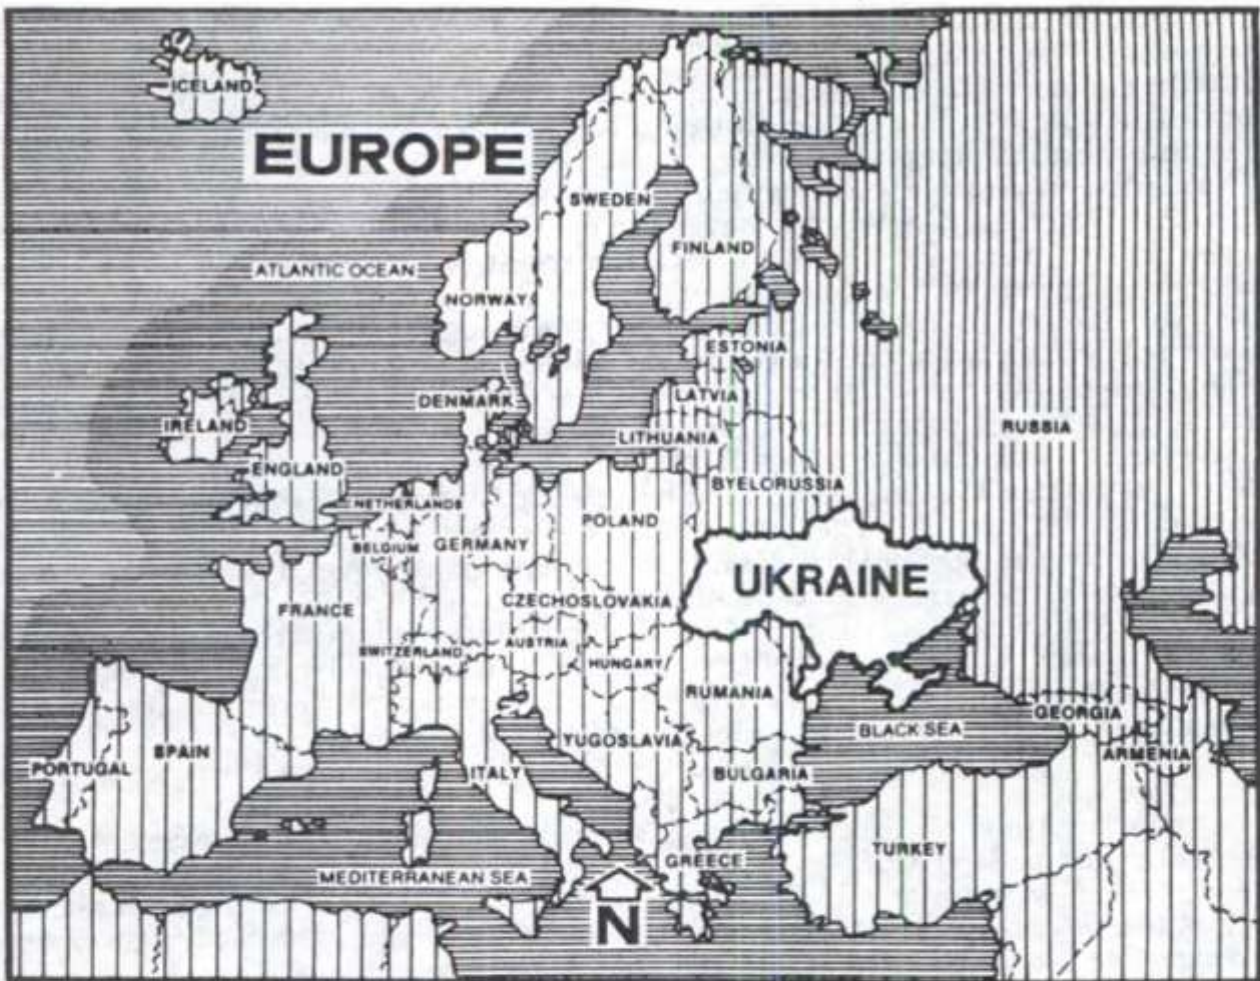 ICELAND
EUROPE
SWEDEN
FINLAND
ATLANTIC OCEAN
NORWAY
ESTONIA
DENMARK
LATVIA
IRELAND
RUSSIA
LITHUANIA
ENGLAND
BYELORUSSIA
NETHERLANDS
POLAND
BELGIUM
GERMANY
UKRAINE
CZECHOSLOVAKIA
FRANCE
AUSTRIA
SWITZERLAND
HUNGARY
RUMANIA
GEORGIA
BLACK SEA
YUGOSLAVIA
SPAIN
ARMENIA
PORTUGAL
ITALY
BULGARIA
TURKEY
GREECE
MEDITERRANEAN SEA
N